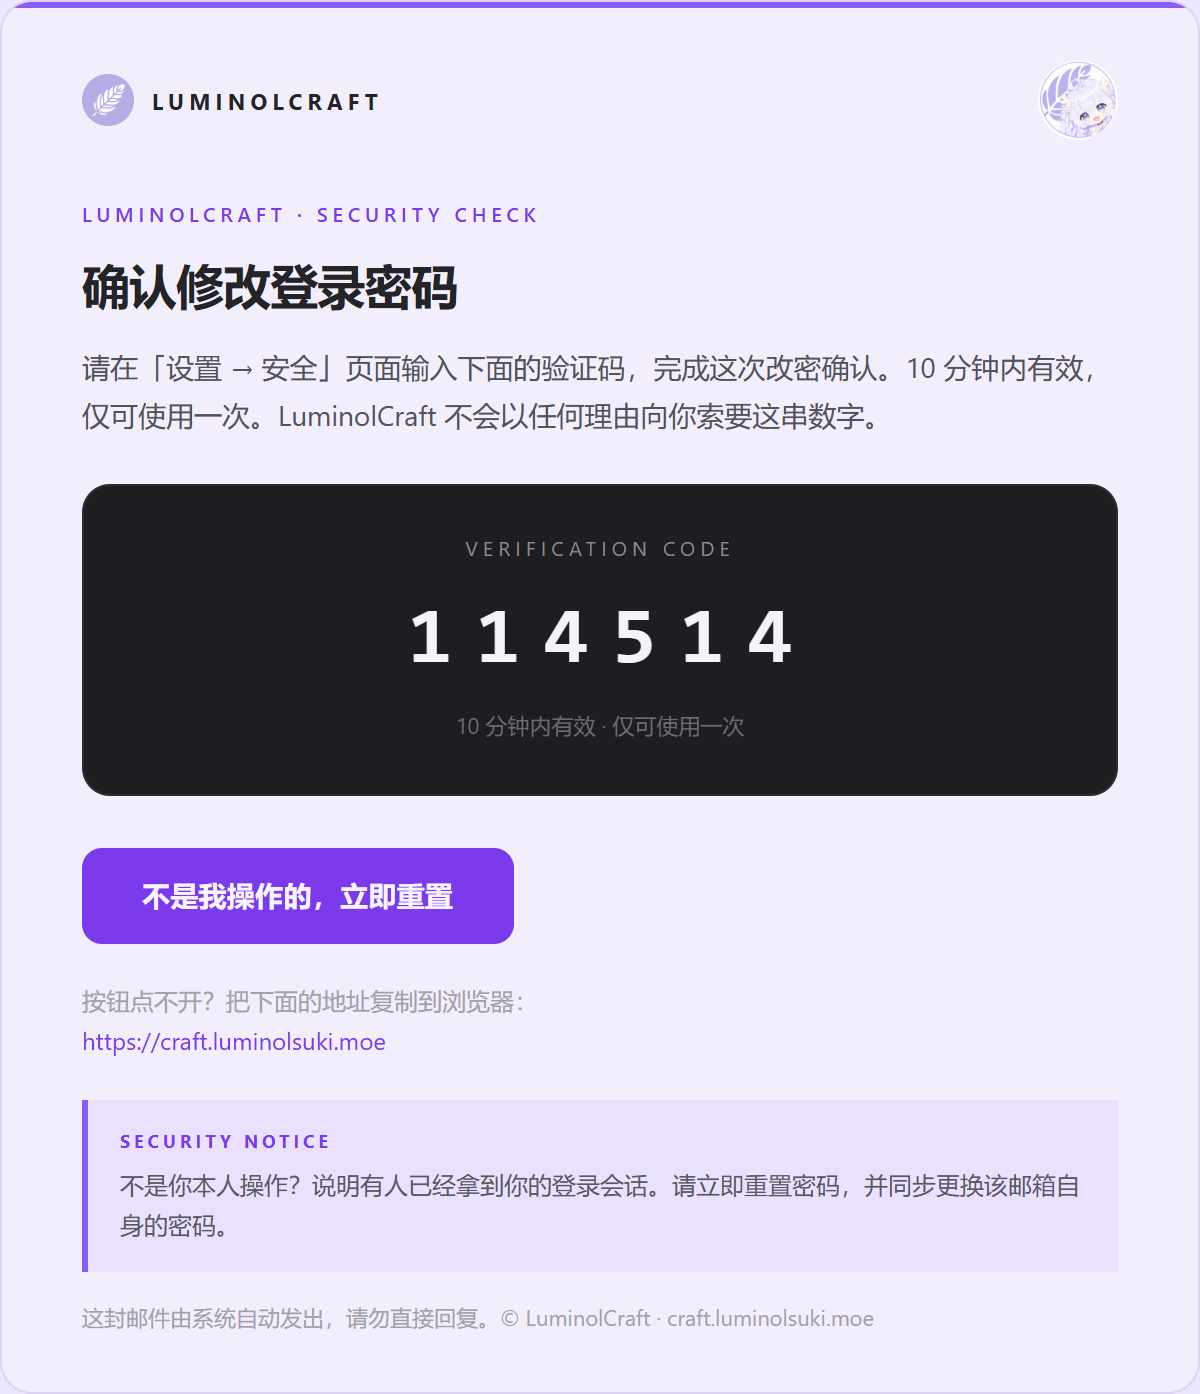 LUMINOLCRAFT
LUMINOLCRAFT · SECURITY CHECK
确认修改登录密码
请在「设置 → 安全」页面输入下面的验证码，完成这次改密确认。10 分钟内有效，
仅可使用一次。LuminolCraft 不会以任何理由向你索要这串数字。
VERIFICATION CODE
114514
10 分钟内有效 · 仅可使用一次
不是我操作的，立即重置
按钮点不开？把下面的地址复制到浏览器：
https://craft.luminolsuki.moe
SECURITY NOTICE
不是你本人操作？说明有人已经拿到你的登录会话。请立即重置密码，并同步更换该邮箱自
身的密码。
这封邮件由系统自动发出，请勿直接回复。© LuminolCraft · craft.luminolsuki.moe